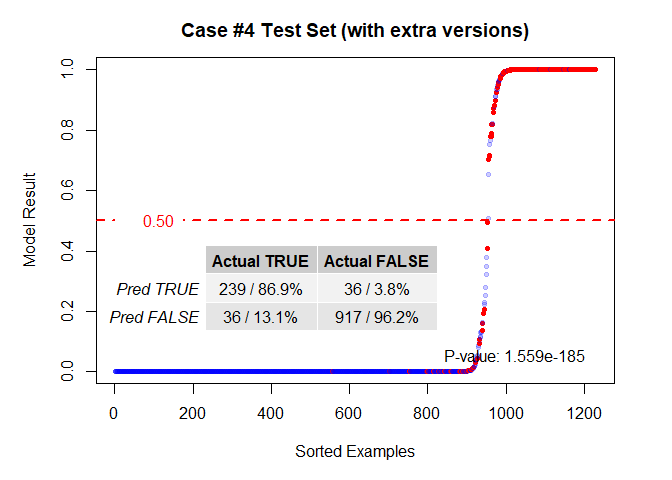 Case #4 Test Set (with extra versions)
Model Result
1.0
0.8
0.6
0.4
0.2
0.0
0.50
Actual TRUE Actual FALSE
Pred TRUE 239 / 86.9% 36 / 3.8%
Pred FALSE 36 / 13.1% 917 / 96.2%
P-value: 1.559e-185
0 200 400 600 800 1000 1200
Sorted Examples